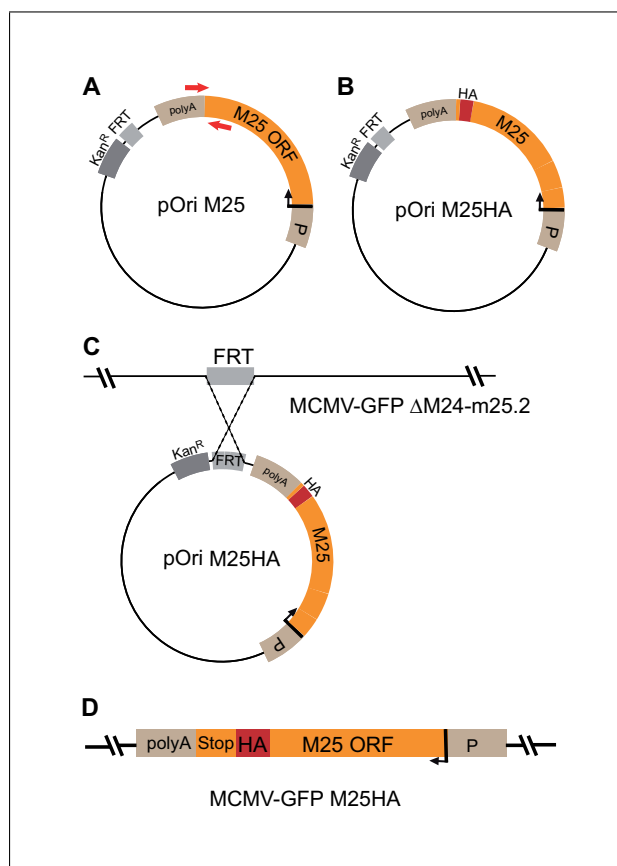 A
polyA
M25 ORF
FRT
Kanᴿ
pOri M25
P
B
HA
polyA
M25
FRT
Kanᴿ
pOri M25HA
P
C
FRT
MCMV-GFP ΔM24-m25.2
Kanᴿ
FRT
polyA
HA
M25
pOri M25HA
P
D
polyA Stop HA M25 ORF P
MCMV-GFP M25HA